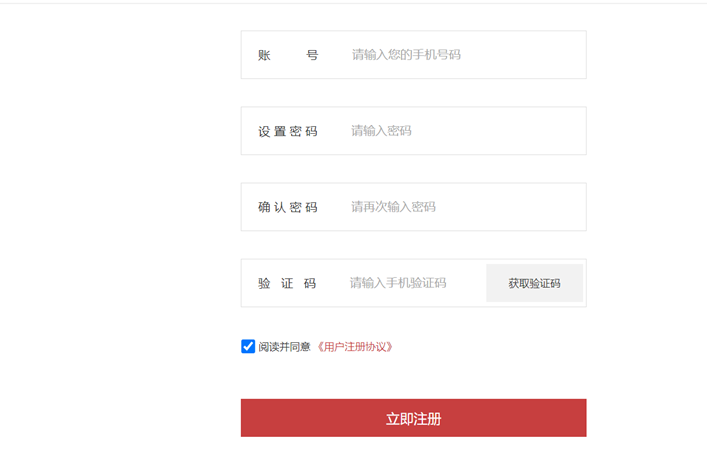 账 号 请输入您的手机号码
设置密码 请输入密码
确认密码 请再次输入密码
验证码 请输入手机验证码 获取验证码
阅读并同意《用户注册协议》
立即注册